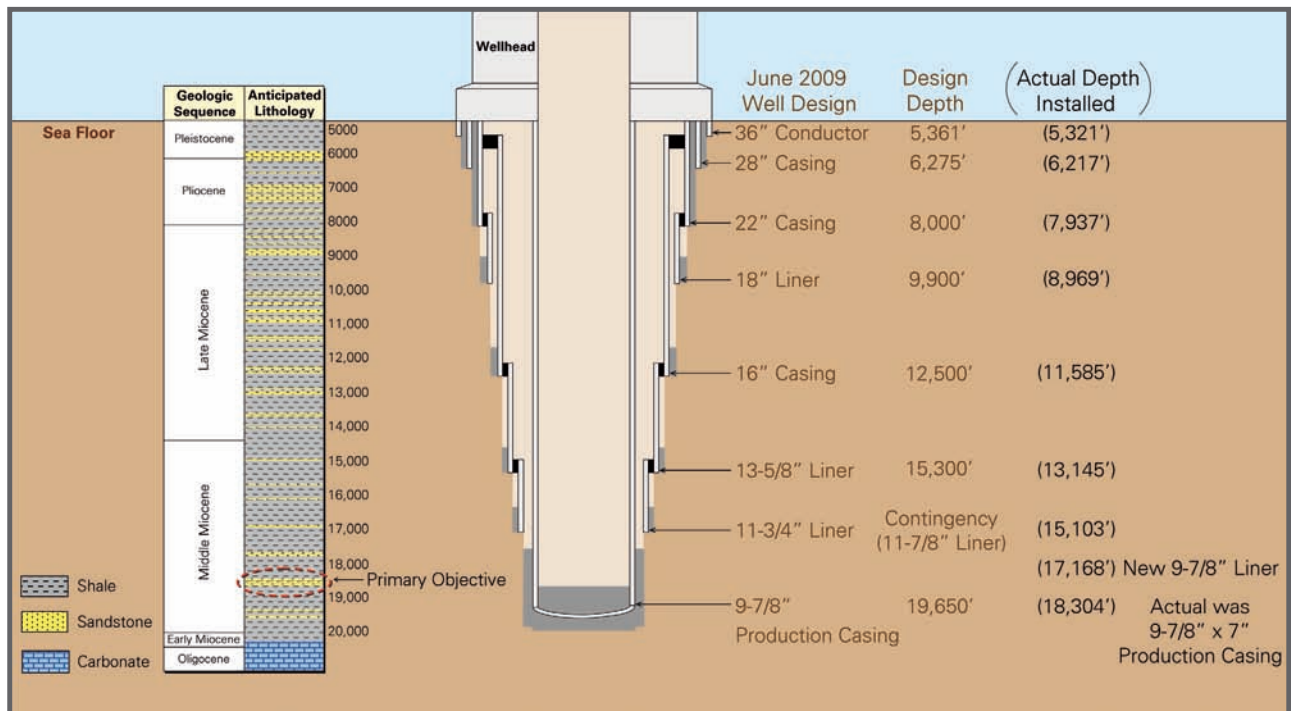 Wellhead
June 2009
Well Design
Design
Depth
(Actual Depth
Installed)
Geologic
Sequence
Anticipated
Lithology
Sea Floor
Pleistocene
Pliocene
Late Miocene
Middle Miocene
Early Miocene
Oligocene
5000
6000
7000
8000
9000
10,000
11,000
12,000
13,000
14,000
15,000
16,000
17,000
18,000
19,000
20,000
Primary Objective
Shale
Sandstone
Carbonate
36" Conductor 5,361' (5,321')
28" Casing 6,275' (6,217')
22" Casing 8,000' (7,937')
18" Liner 9,900' (8,969')
16" Casing 12,500' (11,585')
13-5/8" Liner 15,300' (13,145')
11-3/4" Liner Contingency (15,103')
(11-7/8" Liner)
(17,168') New 9-7/8" Liner
9-7/8" 19,650' (18,304') Actual was
Production Casing 9-7/8" x 7"
Production Casing